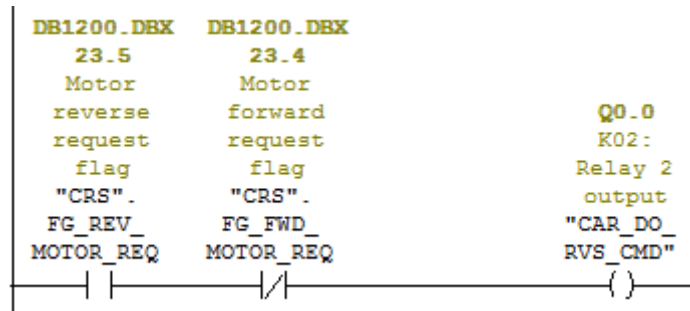 DB1200.DBX DB1200.DBX
23.5 23.4
Motor Motor
reverse forward Q0.0
request request K02:
flag flag Relay 2
"CRS". "CRS". output
FG_REV_ FG_FWD_ "CAR_DO_
MOTOR_REQ MOTOR_REQ RVS_CMD"